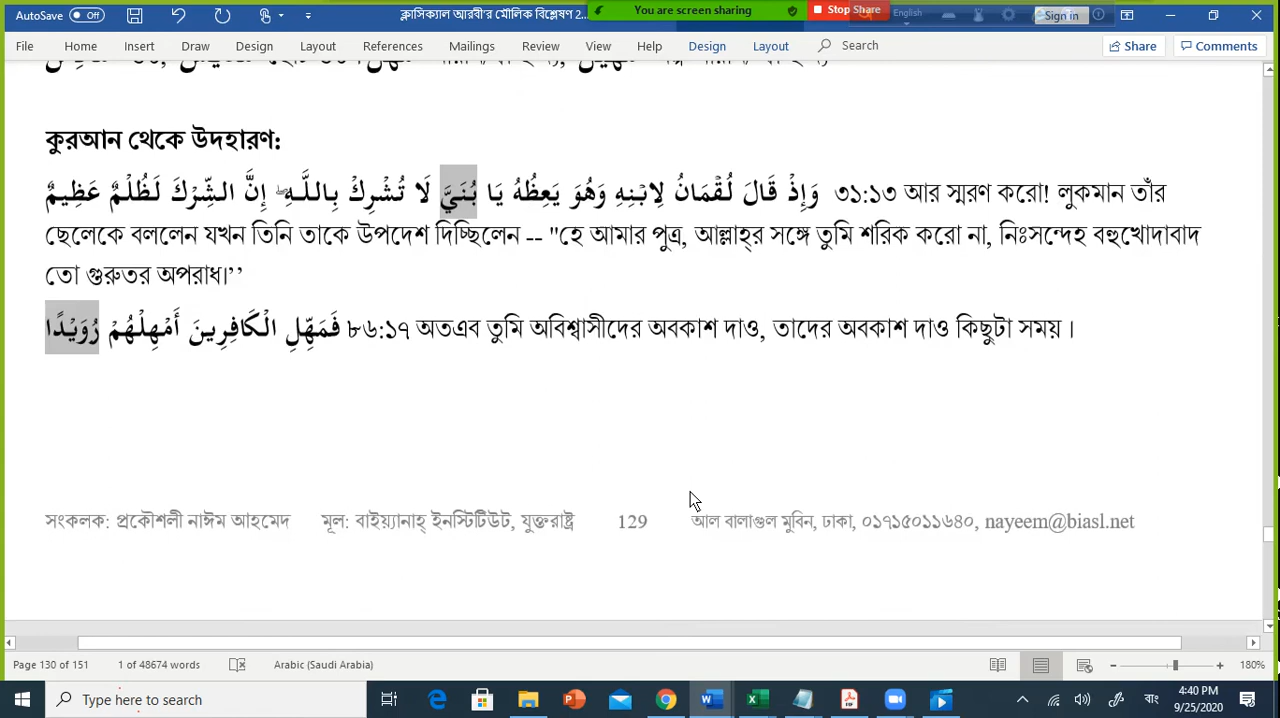 AutoSave Off ক্লাসিক্যাল আরবী'র মৌলিক বিশ্লেষণ 2... You are screen sharing Stop Share English Sign in
File Home Insert Draw Design Layout References Mailings Review View Help Design Layout Search Share Comments
কুরআন থেকে উদহারণ:
وَإِذْ قَالَ لُقْمَانُ لِابْنِهِ وَهُوَ يَعِظُهُ يَا بُنَيَّ لَا تُشْرِكْ بِاللَّـهِ ۖ إِنَّ الشِّرْكَ لَظُلْمٌ عَظِيمٌ ৩১:১৩ আর স্মরণ করো! লুকমান তাঁর
ছেলেকে বললেন যখন তিনি তাকে উপদেশ দিচ্ছিলেন -- "হে আমার পুত্র, আল্লাহ্‌র সঙ্গে তুমি শরিক করো না, নিঃসন্দেহ বহুখোদাবাদ
তো গুরুতর অপরাধ।’’
فَمَهِّلِ الْكَافِرِينَ أَمْهِلْهُمْ رُوَيْدًا ৮৬:১৭ অতএব তুমি অবিশ্বাসীদের অবকাশ দাও, তাদের অবকাশ দাও কিছুটা সময়।
সংকলক: প্রকৌশলী নাঈম আহমেদ মূল: বাইয়্যানাহ্ ইনস্টিটিউট, যুক্তরাষ্ট্র 129 আল বালাগুল মুবিন, ঢাকা, ০১৭১৫০১১৬৪০, nayeem@biasl.net
Page 130 of 151 1 of 48674 words Arabic (Saudi Arabia) 180%
Type here to search বাং 4:40 PM
9/25/2020